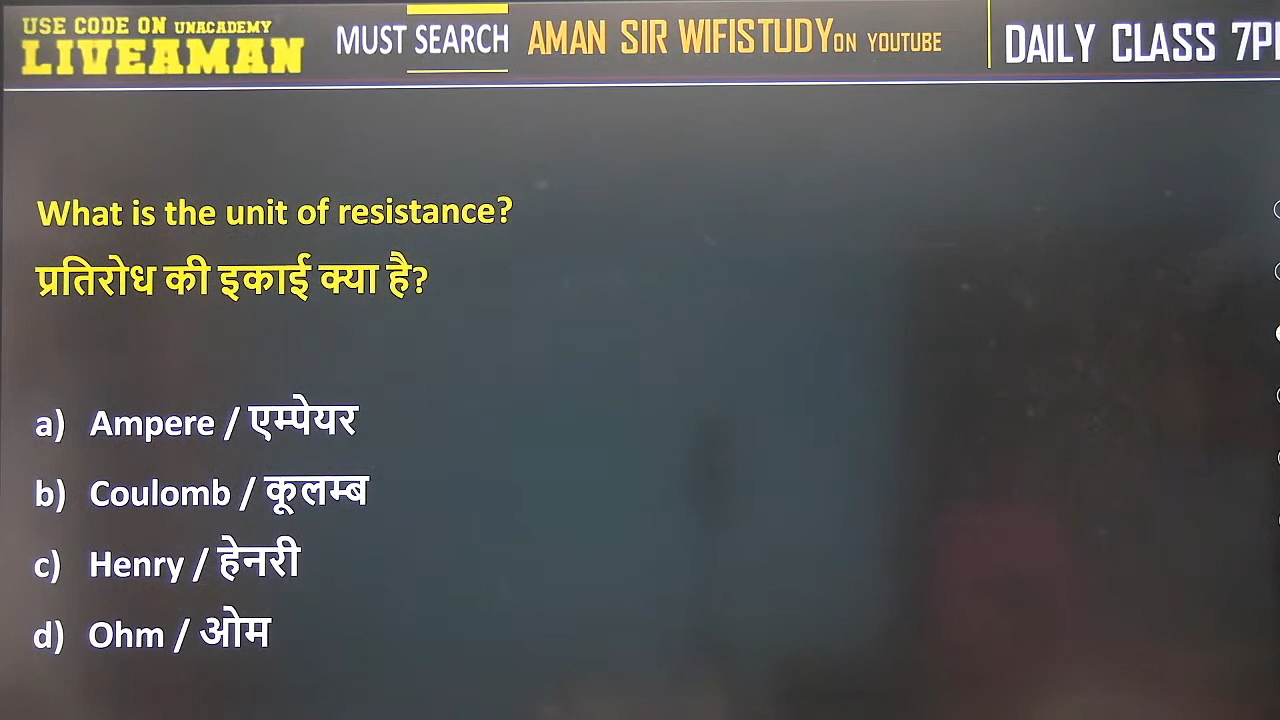 USE CODE ON UNACADEMY
LIVEAMAN
MUST SEARCH AMAN SIR WIFISTUDY ON YOUTUBE
DAILY CLASS 7P
What is the unit of resistance?
प्रतिरोध की इकाई क्या है?
a) Ampere / एम्पेयर
b) Coulomb / कूलम्ब
c) Henry / हेनरी
d) Ohm / ओम